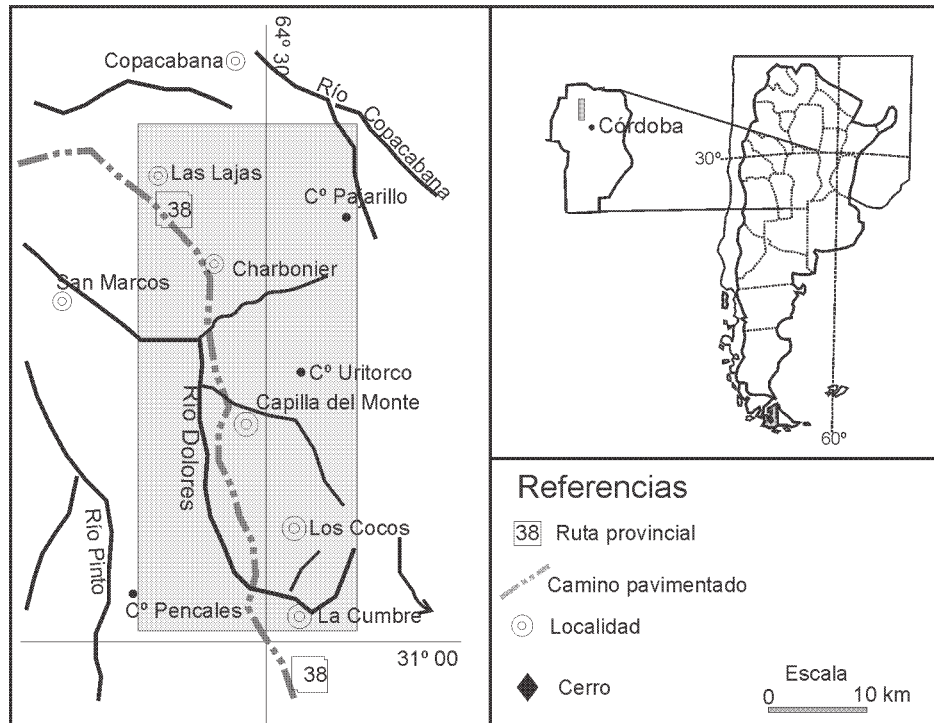 Copacabana
64º 30
Río Copacabana
Las Lajas
38
Cº Pajarillo
San Marcos
Charbonier
Cº Uritorco
Capilla del Monte
Río Dolores
Los Cocos
Río Pinto
Cº Pencales
La Cumbre
31º 00
38
Córdoba
30º
60º
Referencias
38 Ruta provincial
Camino pavimentado
Localidad
Cerro
Escala
0 10 km